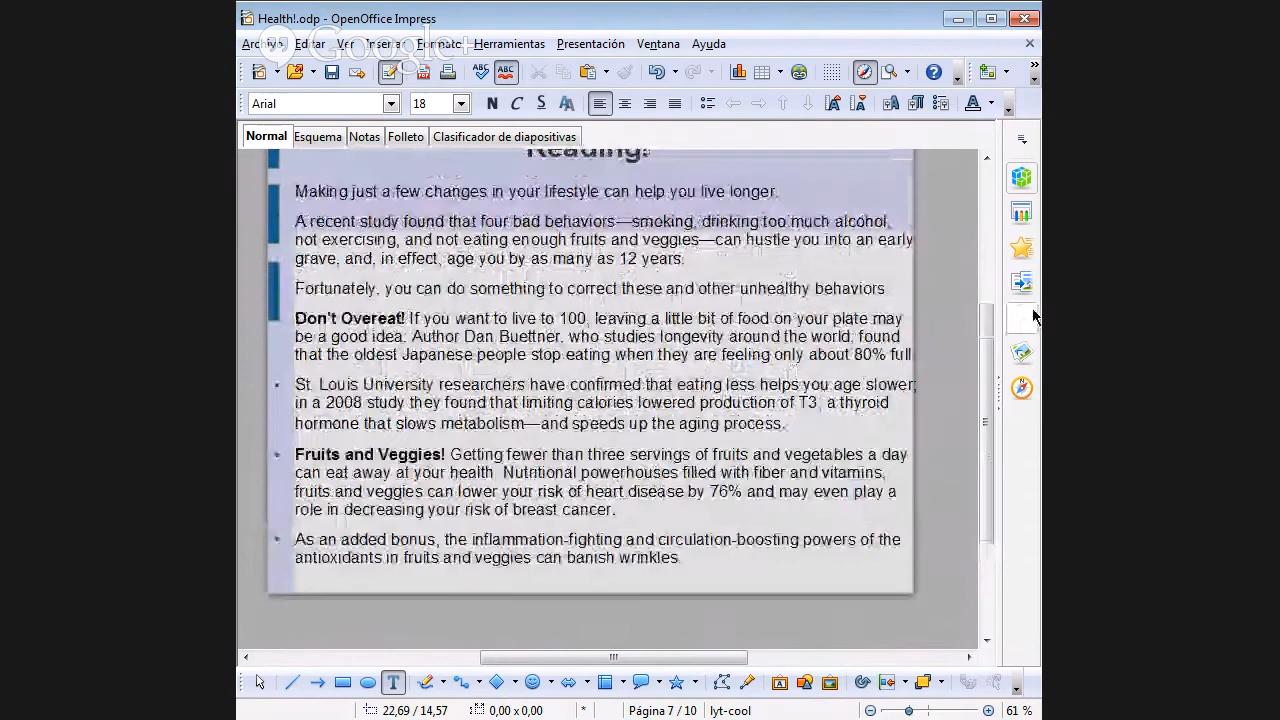 Health!.odp - OpenOffice Impress
Google+
Archivo Editar Ver Insertar Formato Herramientas Presentación Ventana Ayuda
Arial 18 N C S
Normal Esquema Notas Folleto Clasificador de diapositivas
Reading:
Making just a few changes in your lifestyle can help you live longer.
A recent study found that four bad behaviors—smoking, drinking too much alcohol,
not exercising, and not eating enough fruits and veggies—can hustle you into an early
grave, and, in effect, age you by as many as 12 years.
Fortunately, you can do something to correct these and other unhealthy behaviors
Don't Overeat! If you want to live to 100, leaving a little bit of food on your plate may
be a good idea. Author Dan Buettner, who studies longevity around the world, found
that the oldest Japanese people stop eating when they are feeling only about 80% full
St. Louis University researchers have confirmed that eating less helps you age slower;
in a 2008 study they found that limiting calories lowered production of T3, a thyroid
hormone that slows metabolism—and speeds up the aging process.
Fruits and Veggies! Getting fewer than three servings of fruits and vegetables a day
can eat away at your health. Nutritional powerhouses filled with fiber and vitamins,
fruits and veggies can lower your risk of heart disease by 76% and may even play a
role in decreasing your risk of breast cancer.
As an added bonus, the inflammation-fighting and circulation-boosting powers of the
antioxidants in fruits and veggies can banish wrinkles
22,69 / 14,57 0,00 x 0,00 * Página 7 / 10 lyt-cool 61 %